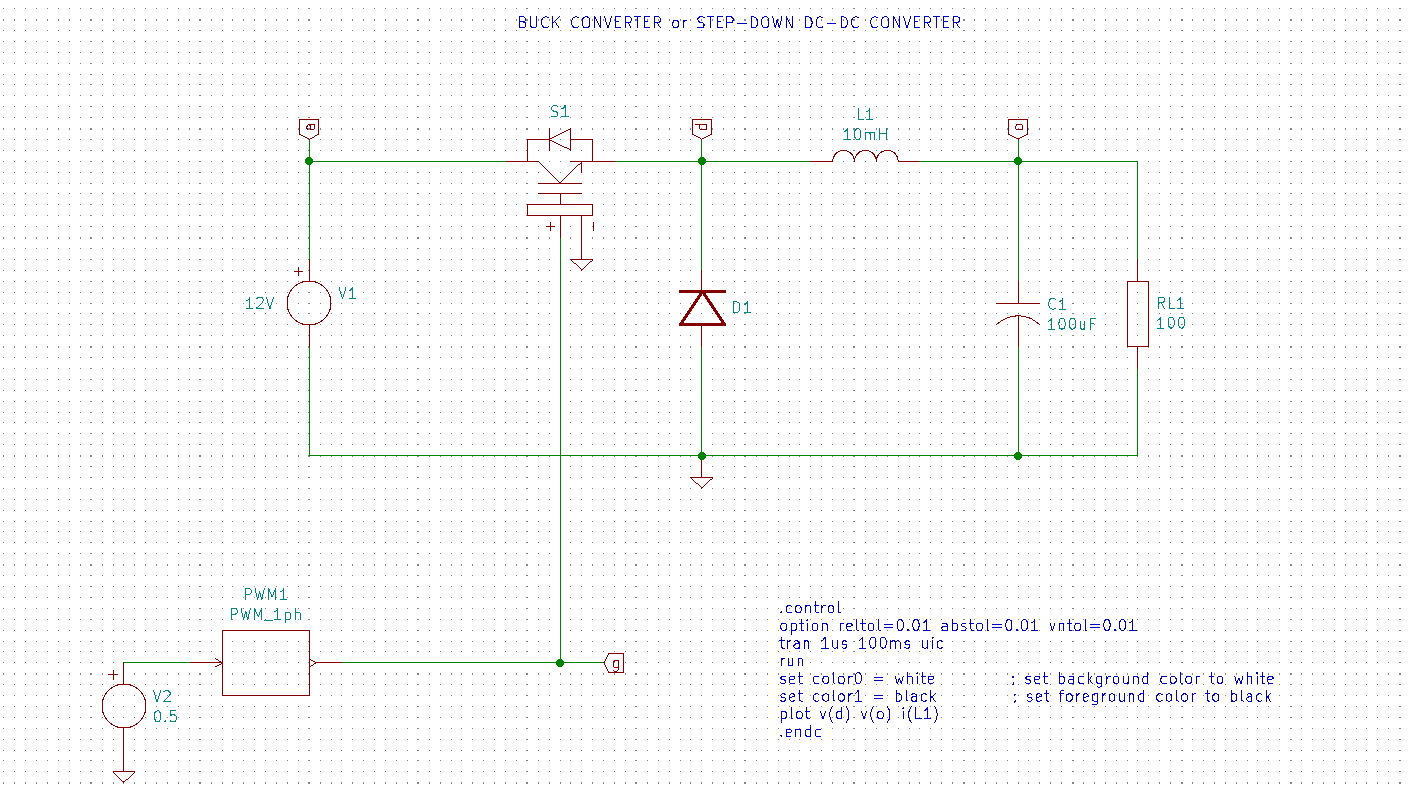 BUCK CONVERTER or STEP-DOWN DC-DC CONVERTER
S1
L1
10mH
a
d
o
+
-
+
12V
V1
D1
C1
100uF
RL1
100
PWM1
PWM_1ph
g
+
V2
0.5
.control
option reltol=0.01 abstol=0.01 vntol=0.01
tran 1us 100ms uic
run
set color0 = white ; set background color to white
set color1 = black ; set foreground color to black
plot v(d) v(o) i(L1)
.endc